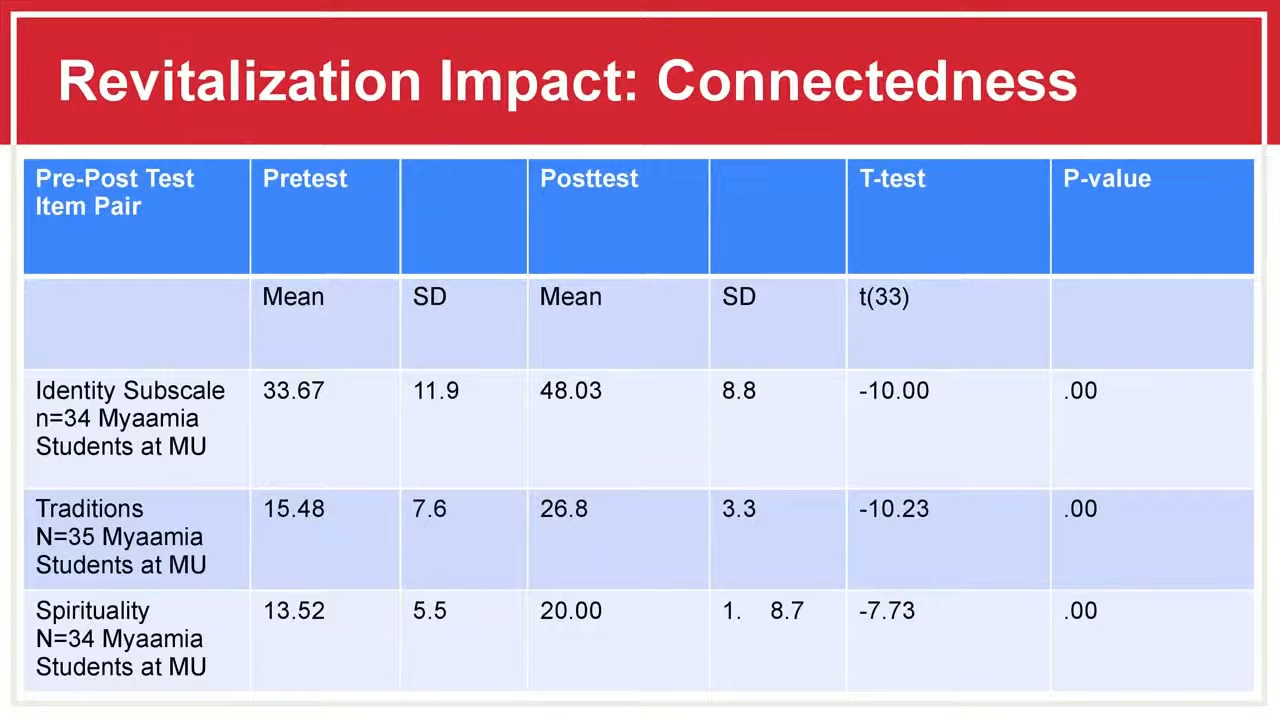 Revitalization Impact: Connectedness
Pre-Post Test Pretest Posttest T-test P-value
Item Pair
Mean SD Mean SD t(33)
Identity Subscale 33.67 11.9 48.03 8.8 -10.00 .00
n=34 Myaamia
Students at MU
Traditions 15.48 7.6 26.8 3.3 -10.23 .00
N=35 Myaamia
Students at MU
Spirituality 13.52 5.5 20.00 1. 8.7 -7.73 .00
N=34 Myaamia
Students at MU